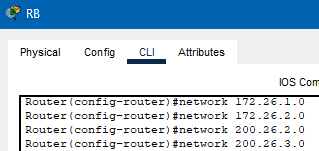 RB
Physical Config CLI Attributes
IOS Com
Router(config-router)#network 172.26.1.0
Router(config-router)#network 172.26.2.0
Router(config-router)#network 200.26.2.0
Router(config-router)#network 200.26.3.0